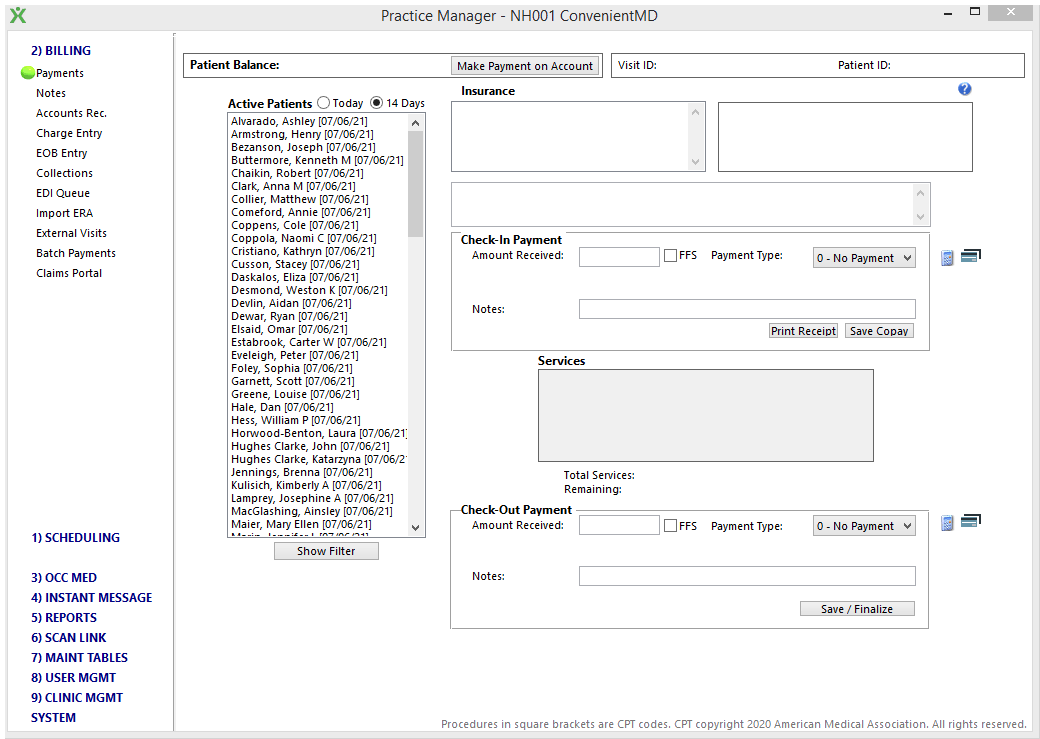 Practice Manager - NH001 ConvenientMD
2) BILLING
Payments
Notes
Accounts Rec.
Charge Entry
EOB Entry
Collections
EDI Queue
Import ERA
External Visits
Batch Payments
Claims Portal
1) SCHEDULING
3) OCC MED
4) INSTANT MESSAGE
5) REPORTS
6) SCAN LINK
7) MAINT TABLES
8) USER MGMT
9) CLINIC MGMT
SYSTEM
Patient Balance: Make Payment on Account
Visit ID: Patient ID:
Active Patients Today 14 Days
Alvarado, Ashley [07/06/21]
Armstrong, Henry [07/06/21]
Bezanson, Joseph [07/06/21]
Buttermore, Kenneth M [07/06/21]
Chaikin, Robert [07/06/21]
Clark, Anna M [07/06/21]
Collier, Matthew [07/06/21]
Comeford, Annie [07/06/21]
Coppens, Cole [07/06/21]
Coppola, Naomi C [07/06/21]
Cristiano, Kathryn [07/06/21]
Cusson, Stacey [07/06/21]
Daskalos, Eliza [07/06/21]
Desmond, Weston K [07/06/21]
Devlin, Aidan [07/06/21]
Dewar, Ryan [07/06/21]
Elsaid, Omar [07/06/21]
Estabrook, Carter W [07/06/21]
Eveleigh, Peter [07/06/21]
Foley, Sophia [07/06/21]
Garnett, Scott [07/06/21]
Greene, Louise [07/06/21]
Hale, Dan [07/06/21]
Hess, William P [07/06/21]
Horwood-Benton, Laura [07/06/21]
Hughes Clarke, John [07/06/21]
Hughes Clarke, Katarzyna [07/06/2
Jennings, Brenna [07/06/21]
Kulisich, Kimberly A [07/06/21]
Lamprey, Josephine A [07/06/21]
MacGlashing, Ainsley [07/06/21]
Maier, Mary Ellen [07/06/21]
Show Filter
Insurance
?
Check-In Payment
Amount Received: FFS Payment Type: 0 - No Payment
Notes:
Print Receipt Save Copay
Services
Total Services:
Remaining:
Check-Out Payment
Amount Received: FFS Payment Type: 0 - No Payment
Notes:
Save / Finalize
Procedures in square brackets are CPT codes. CPT copyright 2020 American Medical Association. All rights reserved.